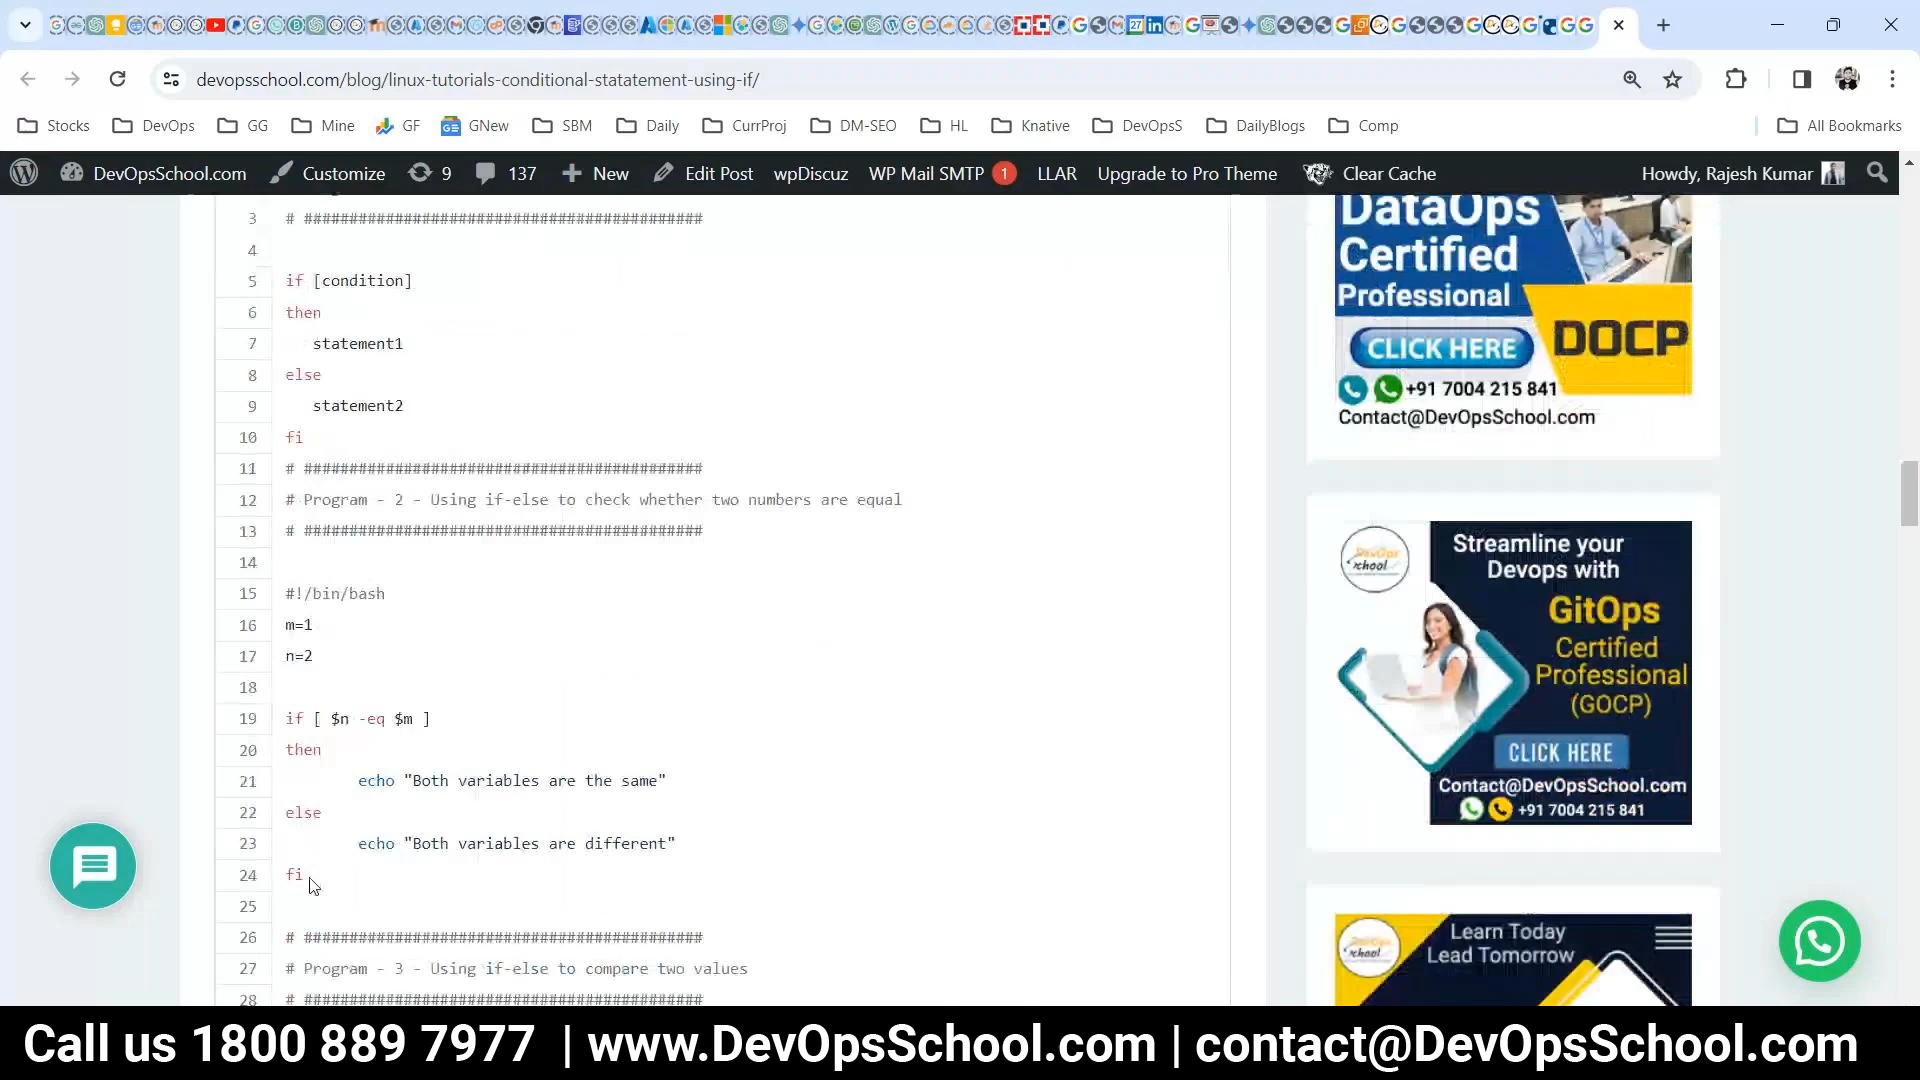 devopsschool.com/blog/linux-tutorials-conditional-statatement-using-if/
Stocks DevOps GG Mine GF GNew SBM Daily CurrProj DM-SEO HL Knative DevOpsS DailyBlogs Comp All Bookmarks
DevOpsSchool.com Customize 9 137 New Edit Post wpDiscuz WP Mail SMTP 1 LLAR Upgrade to Pro Theme Clear Cache Howdy, Rajesh Kumar
3 # ############################################
4
5 if [condition]
6 then
7 statement1
8 else
9 statement2
10 fi
11 # ############################################
12 # Program - 2 - Using if-else to check whether two numbers are equal
13 # ############################################
14
15 #!/bin/bash
16 m=1
17 n=2
18
19 if [ $n -eq $m ]
20 then
21 echo "Both variables are the same"
22 else
23 echo "Both variables are different"
24 fi
25
26 # ############################################
27 # Program - 3 - Using if-else to compare two values
28 # ############################################
DataOps
Certified
Professional
DOCP
CLICK HERE
+91 7004 215 841
Contact@DevOpsSchool.com
DevOps
School
Streamline your
Devops with
GitOps
Certified
Professional
(GOCP)
CLICK HERE
Contact@DevOpsSchool.com
+91 7004 215 841
DevOps
School
Learn Today
Lead Tomorrow
Call us 1800 889 7977 | www.DevOpsSchool.com | contact@DevOpsSchool.com